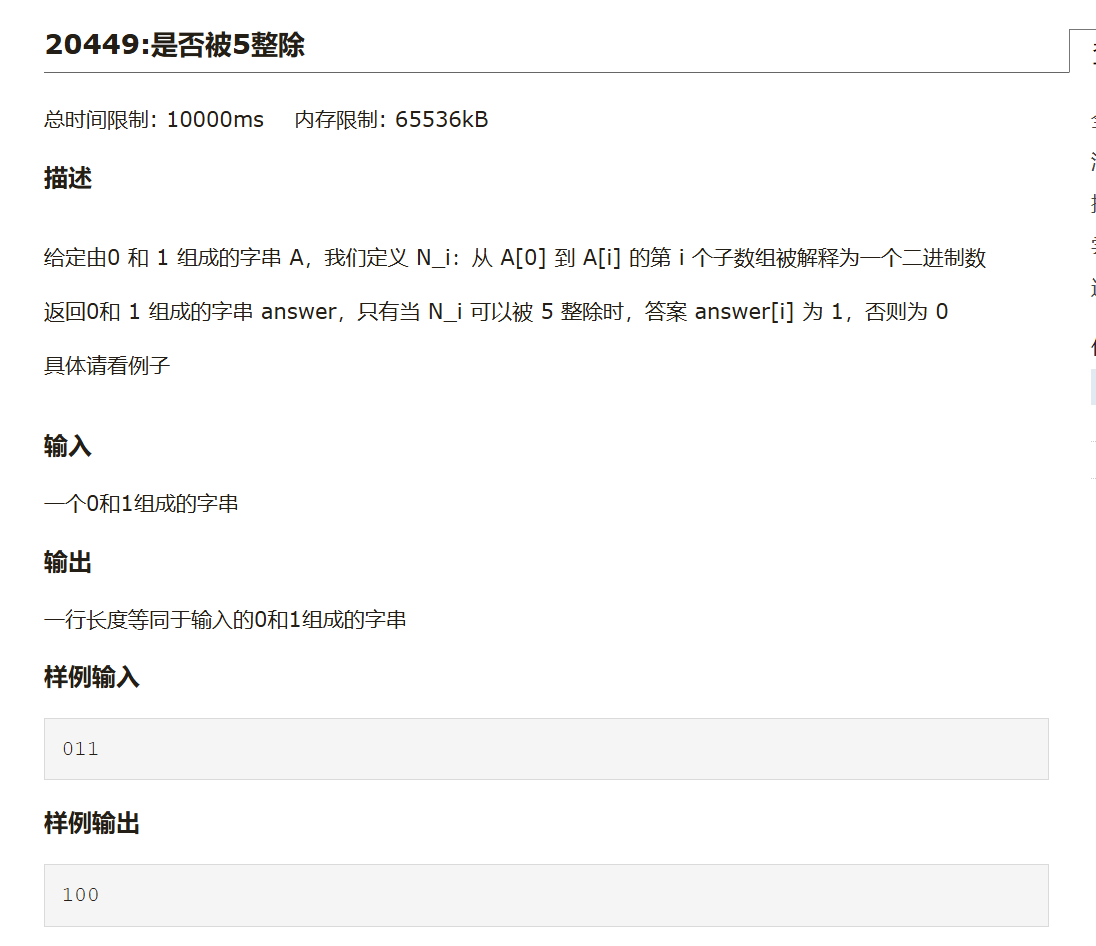 20449:是否被5整除
总时间限制: 10000ms 内存限制: 65536kB
描述
给定由0 和 1 组成的字串 A，我们定义 N_i：从 A[0] 到 A[i] 的第 i 个子数组被解释为一个二进制数
返回0和 1 组成的字串 answer，只有当 N_i 可以被 5 整除时，答案 answer[i] 为 1，否则为 0
具体请看例子
输入
一个0和1组成的字串
输出
一行长度等同于输入的0和1组成的字串
样例输入
011
样例输出
100